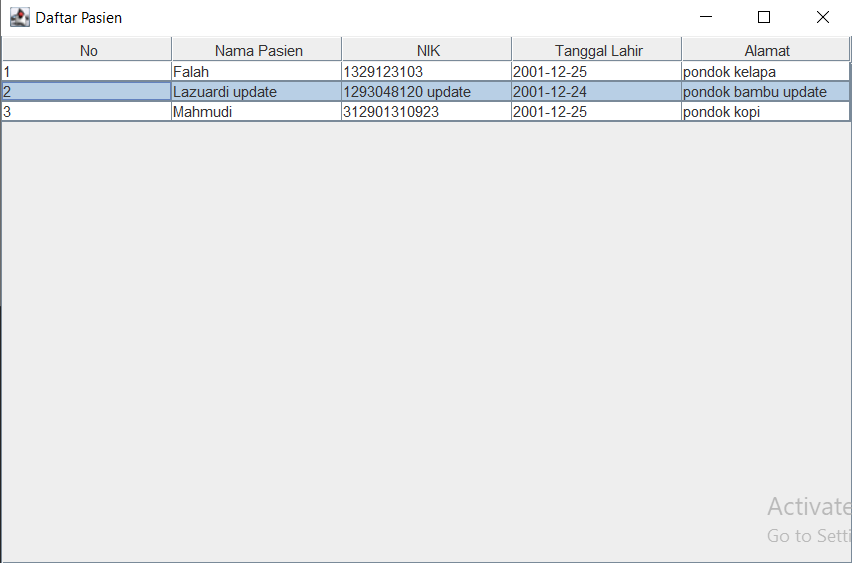 Daftar Pasien
No Nama Pasien NIK Tanggal Lahir Alamat
1 Falah 1329123103 2001-12-25 pondok kelapa
2 Lazuardi update 1293048120 update 2001-12-24 pondok bambu update
3 Mahmudi 312901310923 2001-12-25 pondok kopi
Activate
Go to Setti